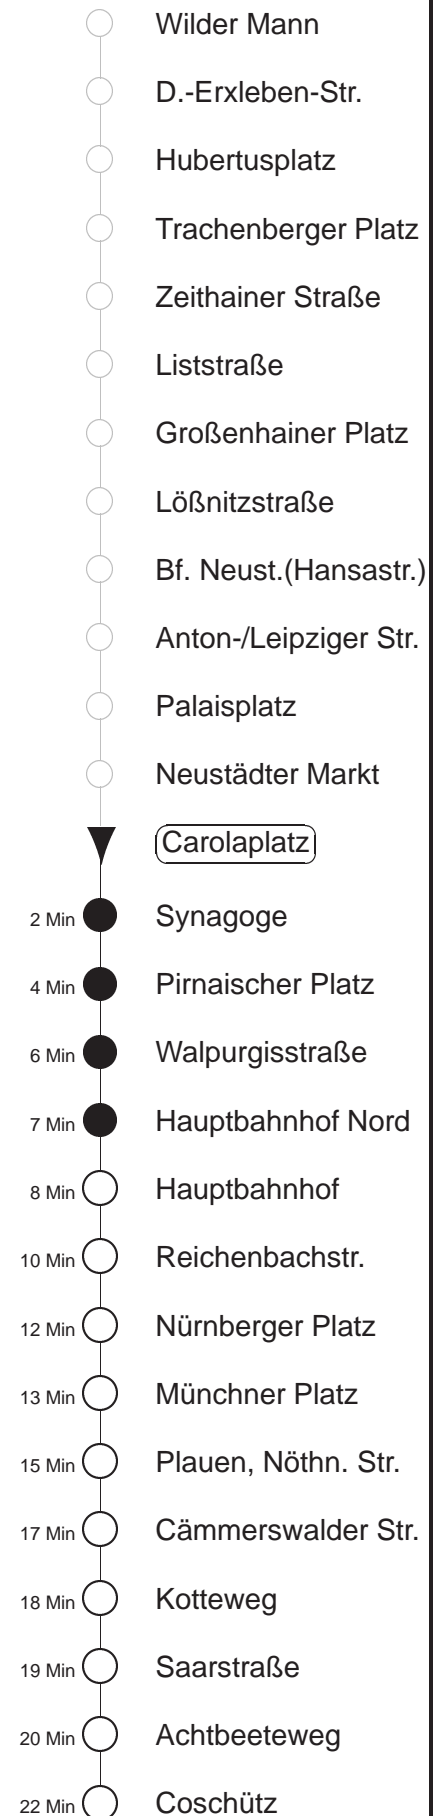 Wilder Mann
D.-Erxleben-Str.
Hubertusplatz
Trachenberger Platz
Zeithainer Straße
Liststraße
Großenhainer Platz
Lößnitzstraße
Bf. Neust.(Hansastr.)
Anton-/Leipziger Str.
Palaisplatz
Neustädter Markt
Carolaplatz
2 Min Synagoge
4 Min Pirnaischer Platz
6 Min Walpurgisstraße
7 Min Hauptbahnhof Nord
8 Min Hauptbahnhof
10 Min Reichenbachstr.
12 Min Nürnberger Platz
13 Min Münchner Platz
15 Min Plauen, Nöthn. Str.
17 Min Cämmerswalder Str.
18 Min Kotteweg
19 Min Saarstraße
20 Min Achtbeeteweg
22 Min Coschütz